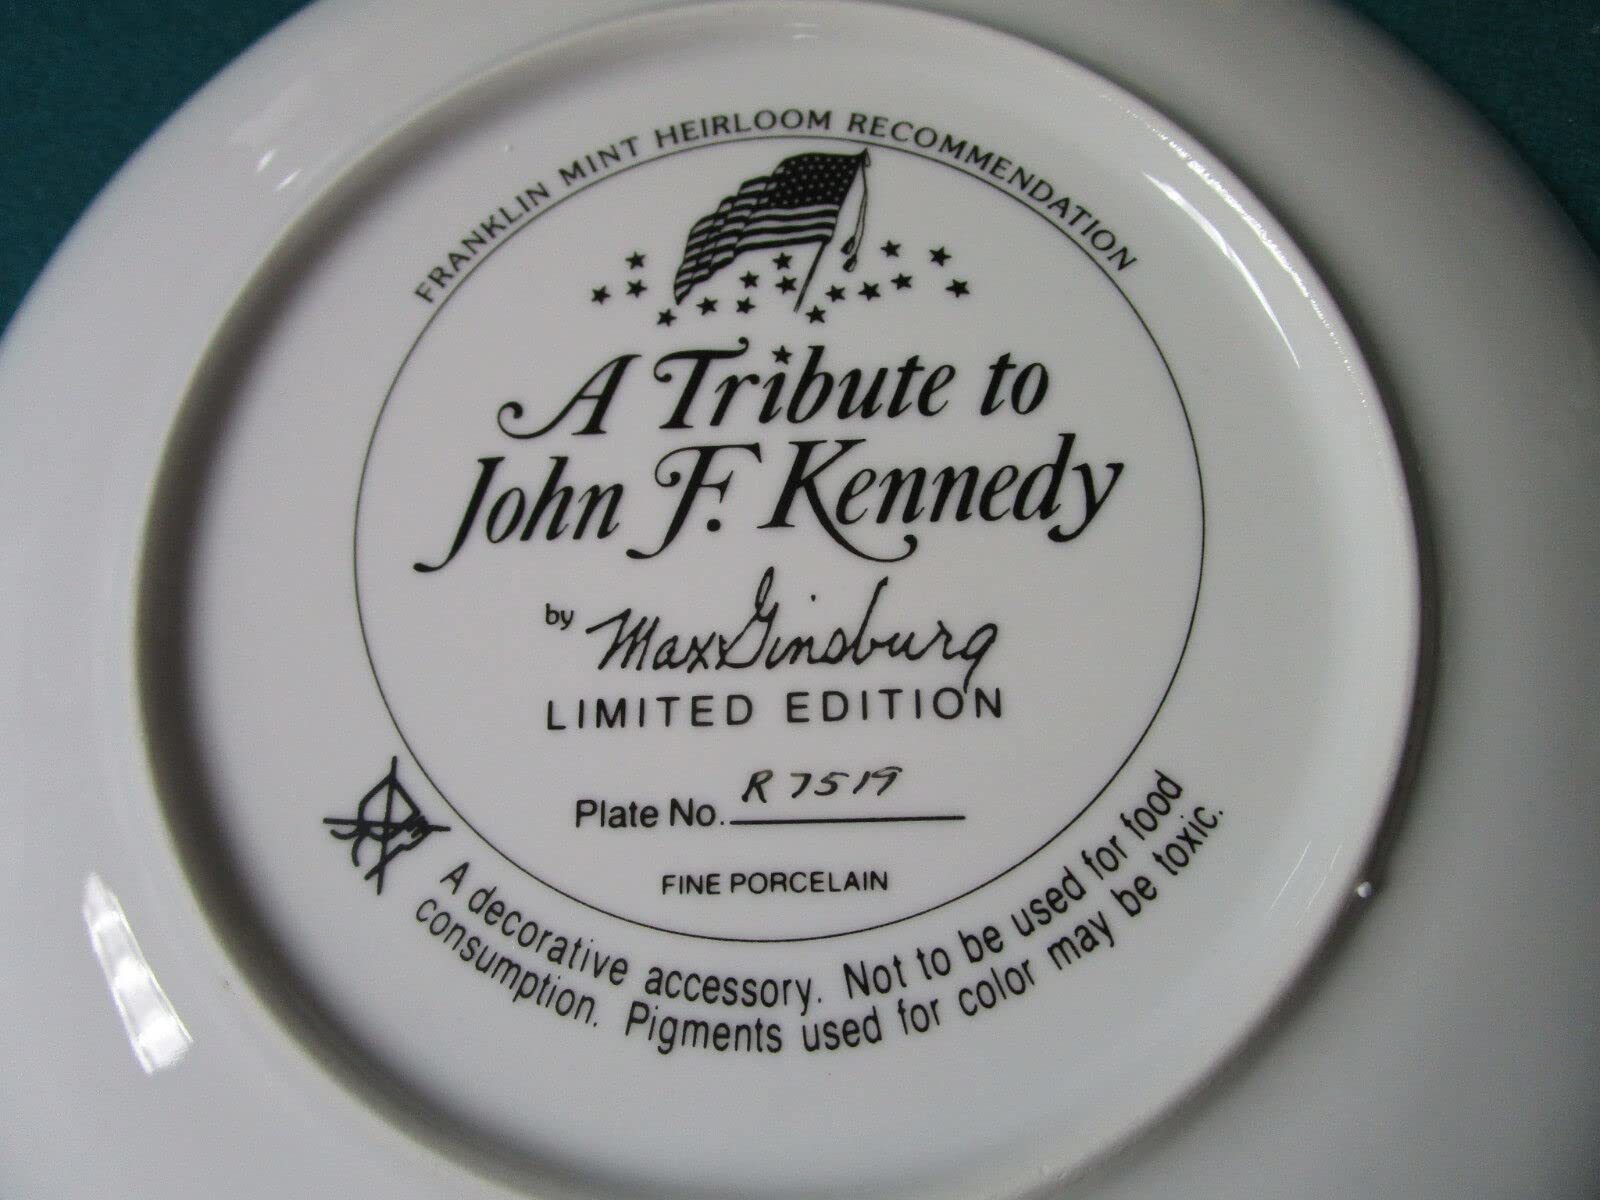 FRANKLIN MINT HEIRLOOM RECOMMENDATION
A Tribute to
John F. Kennedy
by Max Ginsburg
LIMITED EDITION
Plate No. R 7519
FINE PORCELAIN
A decorative accessory. Not to be used for food
consumption. Pigments used for color may be toxic.